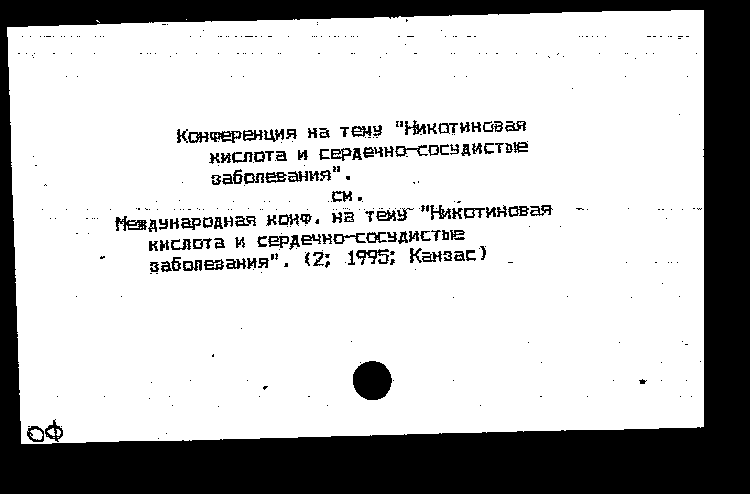 Конференция на тему "Никотиновая
кислота и сердечно-сосудистые
заболевания".
см.
Международная конф. на тему "Никотиновая
кислота и сердечно-сосудистые
заболевания". (2; 1995; Канзас)
ОФ